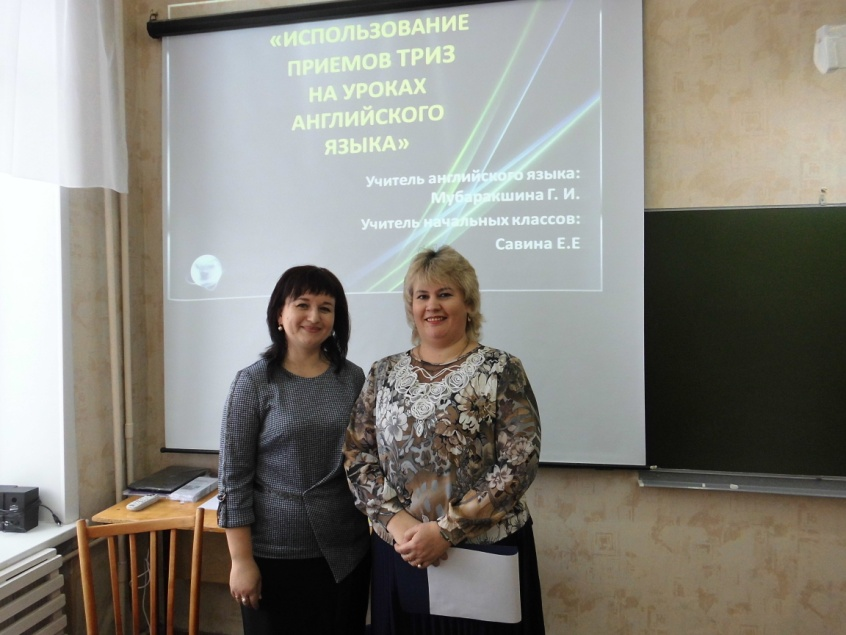 «ИСПОЛЬЗОВАНИЕ
ПРИЕМОВ ТРИЗ
НА УРОКАХ
АНГЛИЙСКОГО
ЯЗЫКА»
Учитель английского языка:
Мубаракшина Г. И.
Учитель начальных классов:
Савина Е.Е